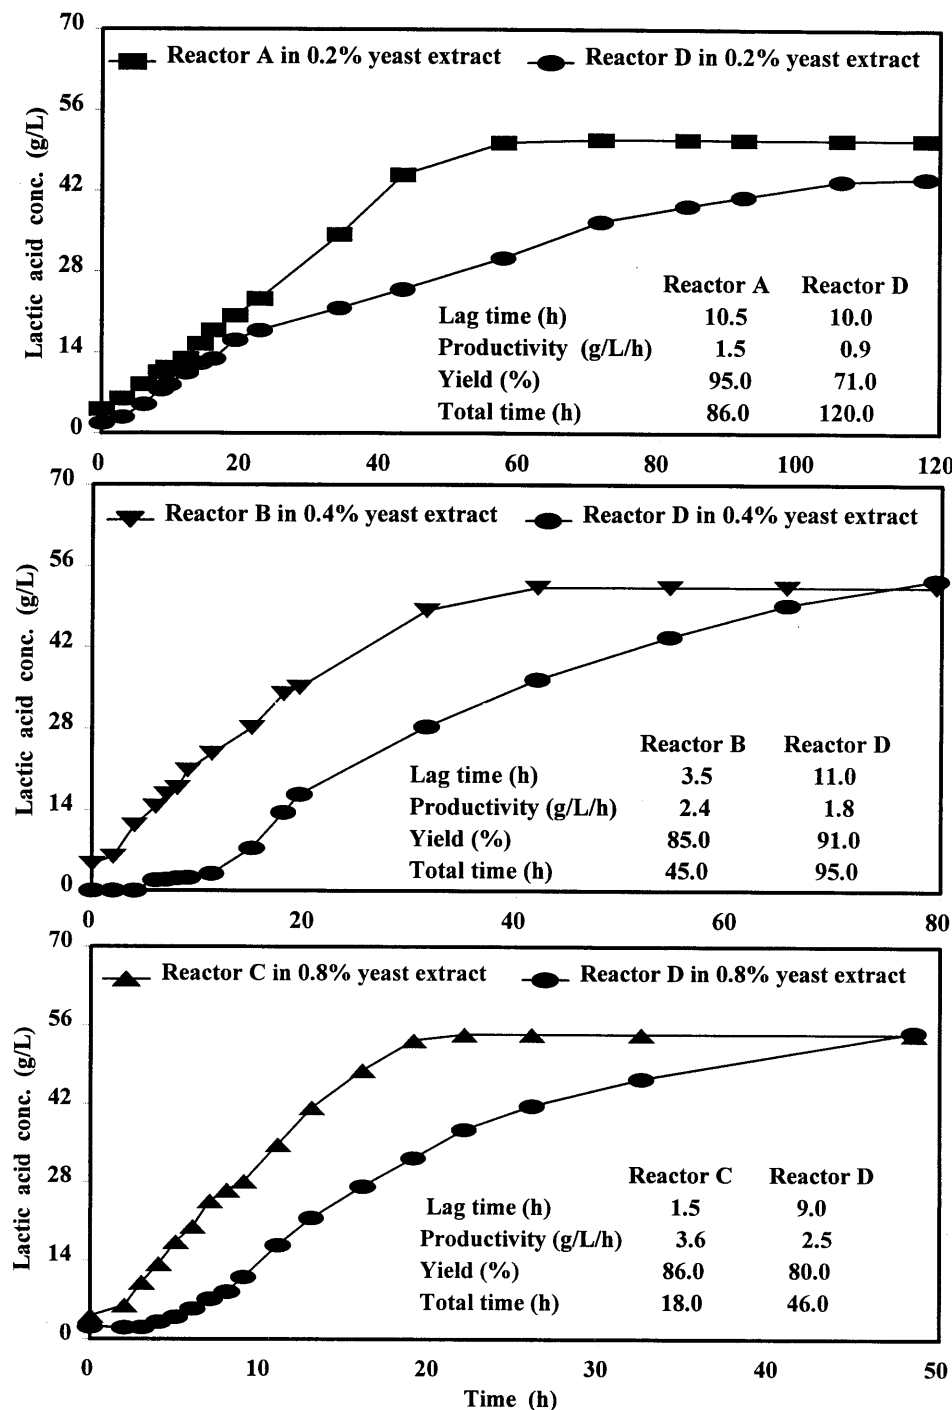 70
Reactor A in 0.2% yeast extract
Reactor D in 0.2% yeast extract
56
42
28
14
0
Lactic acid conc. (g/L)
Reactor A Reactor D
Lag time (h) 10.5 10.0
Productivity (g/L/h) 1.5 0.9
Yield (%) 95.0 71.0
Total time (h) 86.0 120.0
0 20 40 60 80 100 120
70
Reactor B in 0.4% yeast extract
Reactor D in 0.4% yeast extract
56
42
28
14
0
Lactic acid conc. (g/L)
Reactor B Reactor D
Lag time (h) 3.5 11.0
Productivity (g/L/h) 2.4 1.8
Yield (%) 85.0 91.0
Total time (h) 45.0 95.0
0 20 40 60 80
70
Reactor C in 0.8% yeast extract
Reactor D in 0.8% yeast extract
56
42
28
14
0
Lactic acid conc. (g/L)
Reactor C Reactor D
Lag time (h) 1.5 9.0
Productivity (g/L/h) 3.6 2.5
Yield (%) 86.0 80.0
Total time (h) 18.0 46.0
0 10 20 30 40 50
Time (h)